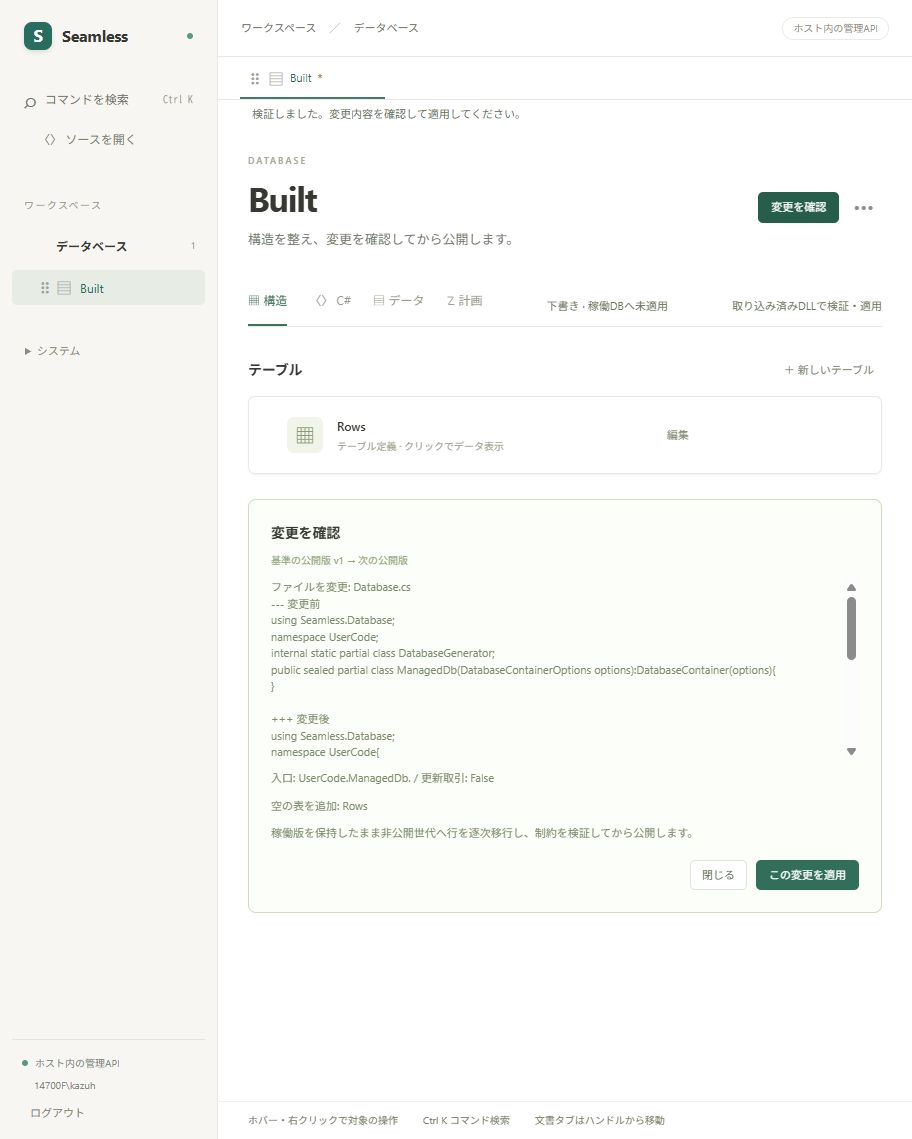 S Seamless
コマンドを検索 Ctrl K
ソースを開く
ワークスペース
データベース 1
Built
システム
ホスト内の管理API
14700F\kazuh
ログアウト
ワークスペース ／ データベース
ホスト内の管理API
Built *
検証しました。変更内容を確認して適用してください。
DATABASE
Built
変更を確認
構造を整え、変更を確認してから公開します。
構造 C# データ 計画 下書き · 稼働DBへ未適用 取り込み済みDLLで検証・適用
テーブル
＋ 新しいテーブル
Rows
テーブル定義 · クリックでデータ表示
編集
変更を確認
基準の公開版 v1 → 次の公開版
ファイルを変更: Database.cs
--- 変更前
using Seamless.Database;
namespace UserCode;
internal static partial class DatabaseGenerator;
public sealed partial class ManagedDb(DatabaseContainerOptions options):DatabaseContainer(options){
}
+++ 変更後
using Seamless.Database;
namespace UserCode{
入口: UserCode.ManagedDb. / 更新取引: False
空の表を追加: Rows
稼働版を保持したまま非公開世代へ行を逐次移行し、制約を検証してから公開します。
閉じる この変更を適用
ホバー・右クリックで対象の操作 Ctrl K コマンド検索 文書タブはハンドルから移動